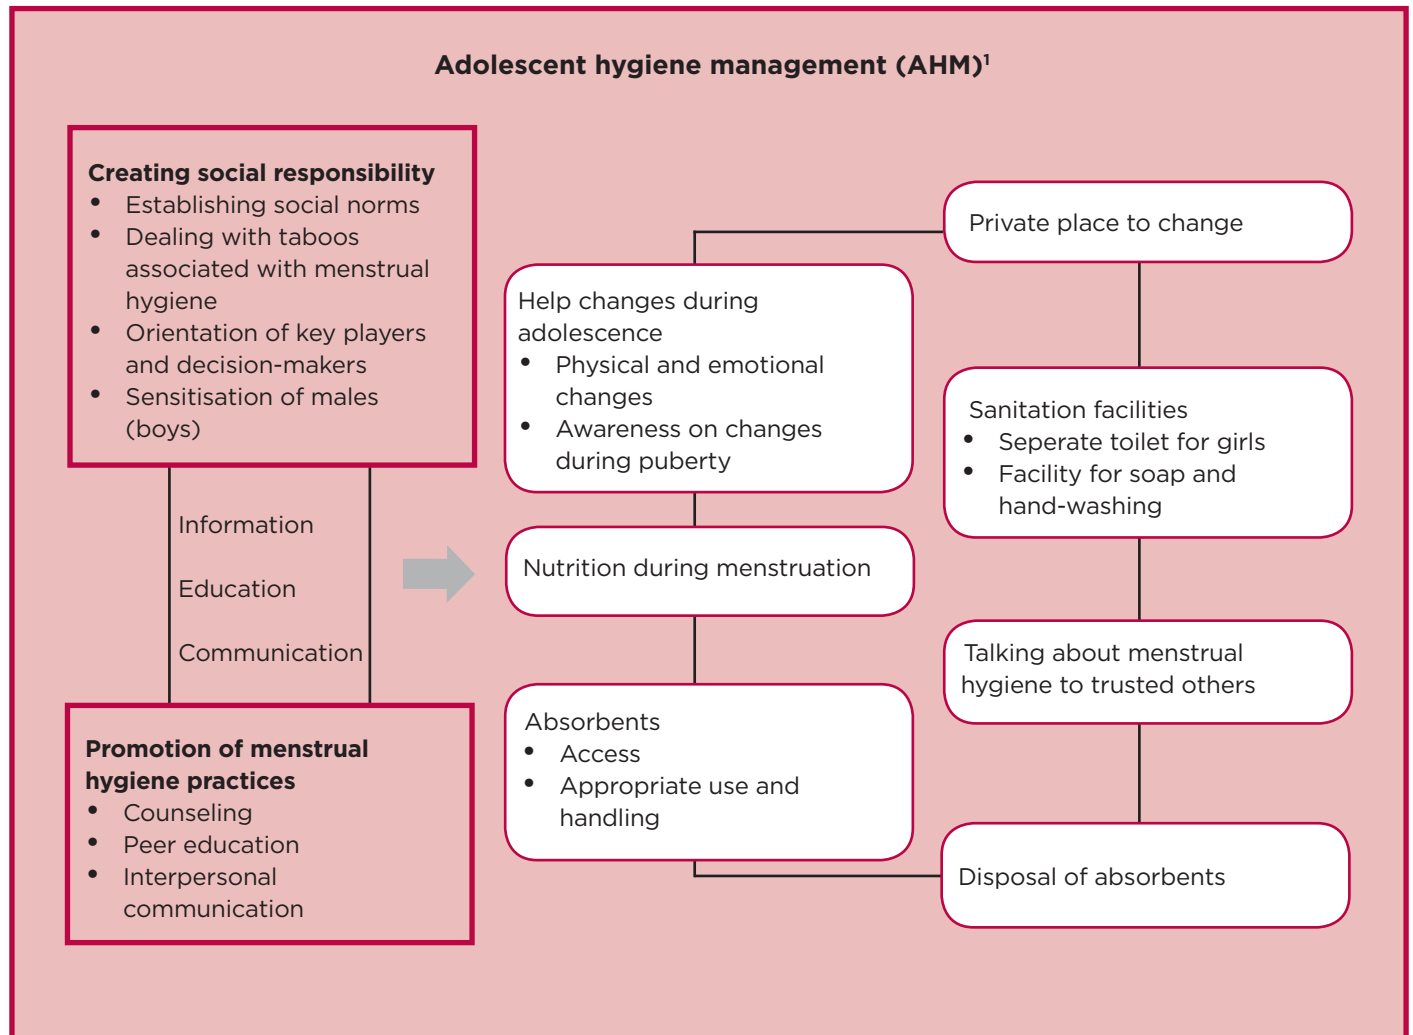 Adolescent hygiene management (AHM)¹
Creating social responsibility
• Establishing social norms
• Dealing with taboos
associated with menstrual
hygiene
• Orientation of key players
and decision-makers
• Sensitisation of males
(boys)
Information
Education
Communication
Promotion of menstrual
hygiene practices
• Counseling
• Peer education
• Interpersonal
communication
Help changes during
adolescence
• Physical and emotional
changes
• Awareness on changes
during puberty
Nutrition during menstruation
Absorbents
• Access
• Appropriate use and
handling
Private place to change
Sanitation facilities
• Seperate toilet for girls
• Facility for soap and
hand-washing
Talking about menstrual
hygiene to trusted others
Disposal of absorbents